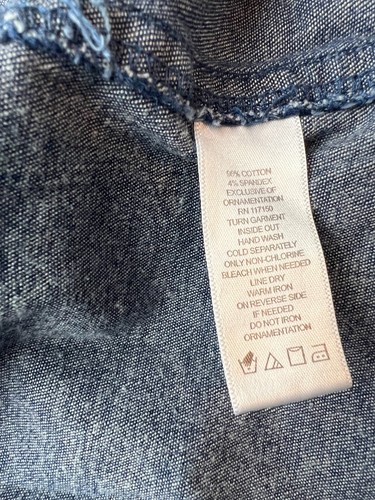 96% COTTON
4% SPANDEX
EXCLUSIVE OF
ORNAMENTATION
RN 117150
TURN GARMENT
INSIDE OUT
HAND WASH
COLD SEPARATELY
ONLY NON-CHLORINE
BLEACH WHEN NEEDED
LINE DRY
WARM IRON
ON REVERSE SIDE
IF NEEDED
DO NOT IRON
ORNAMENTATION